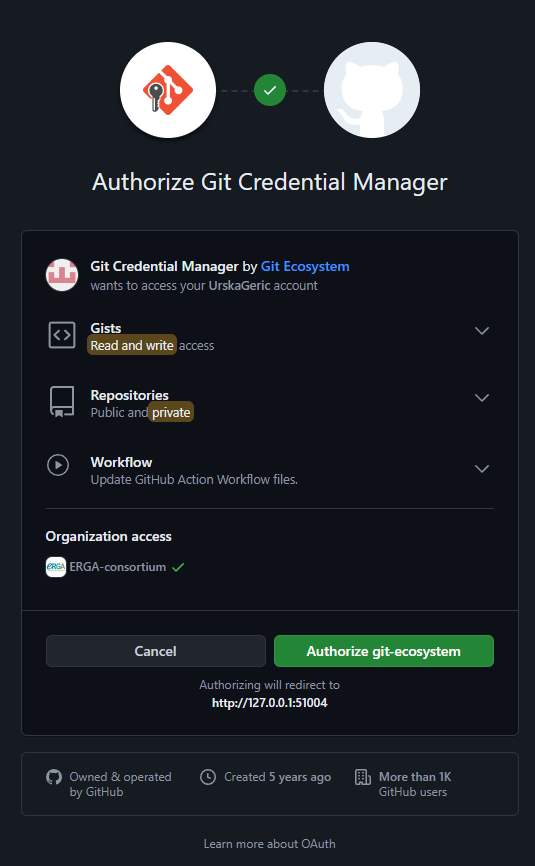 Authorize Git Credential Manager
Git Credential Manager by Git Ecosystem
wants to access your UrskaGeric account
Gists
Read and write access
Repositories
Public and private
Workflow
Update GitHub Action Workflow files.
Organization access
ERGA ERGA-consortium
Cancel
Authorize git-ecosystem
Authorizing will redirect to
http://127.0.0.1:51004
Owned & operated
by GitHub
Created 5 years ago
More than 1K
GitHub users
Learn more about OAuth